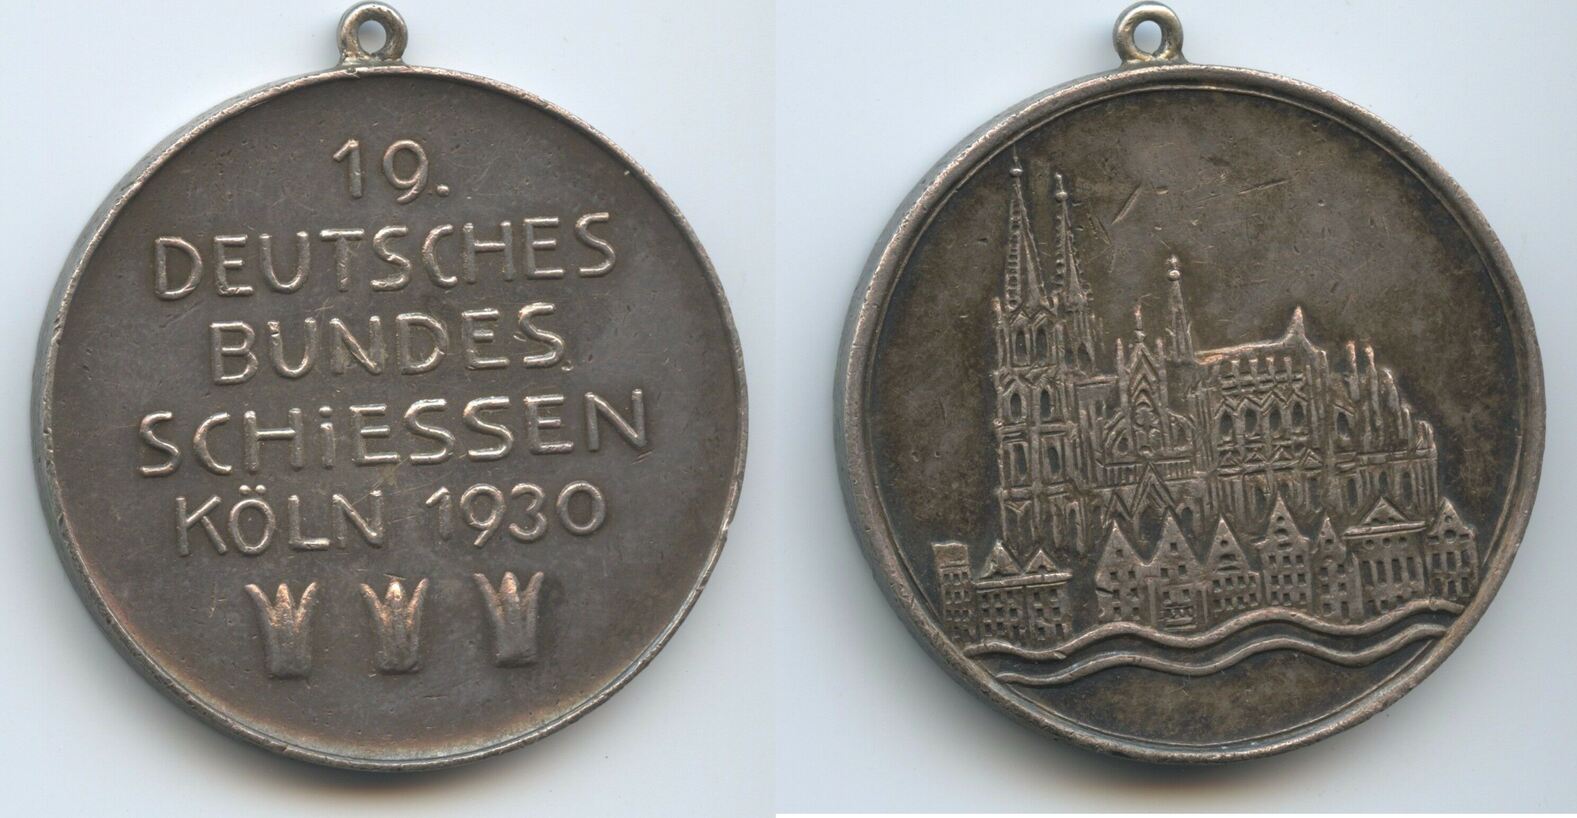 19.
DEUTSCHES
BUNDES
SCHiESSEN
KÖLN 1930